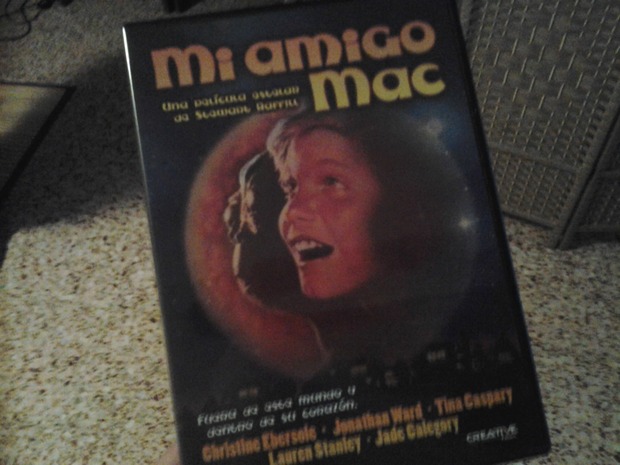 mi amigo
mac
Una película estelar
de Stewart Raffill
Fuera de este mundo y
dentro de su corazón.
Christine Ebersole · Jonathan Ward · Tina Caspary
Lauren Stanley · Jade Calegory
CREATIVE